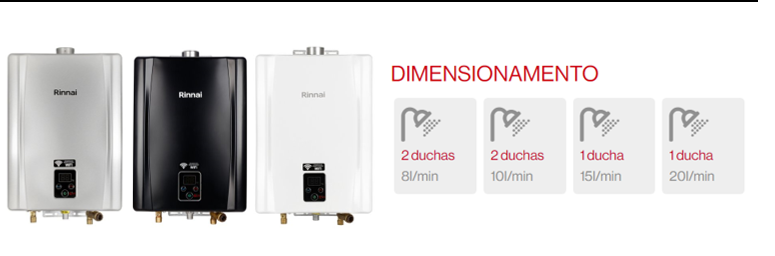 Rinnai
Rinnai
Rinnai
DIMENSIONAMENTO
2 duchas
8l/min
2 duchas
10l/min
1 ducha
15l/min
1 ducha
20l/min